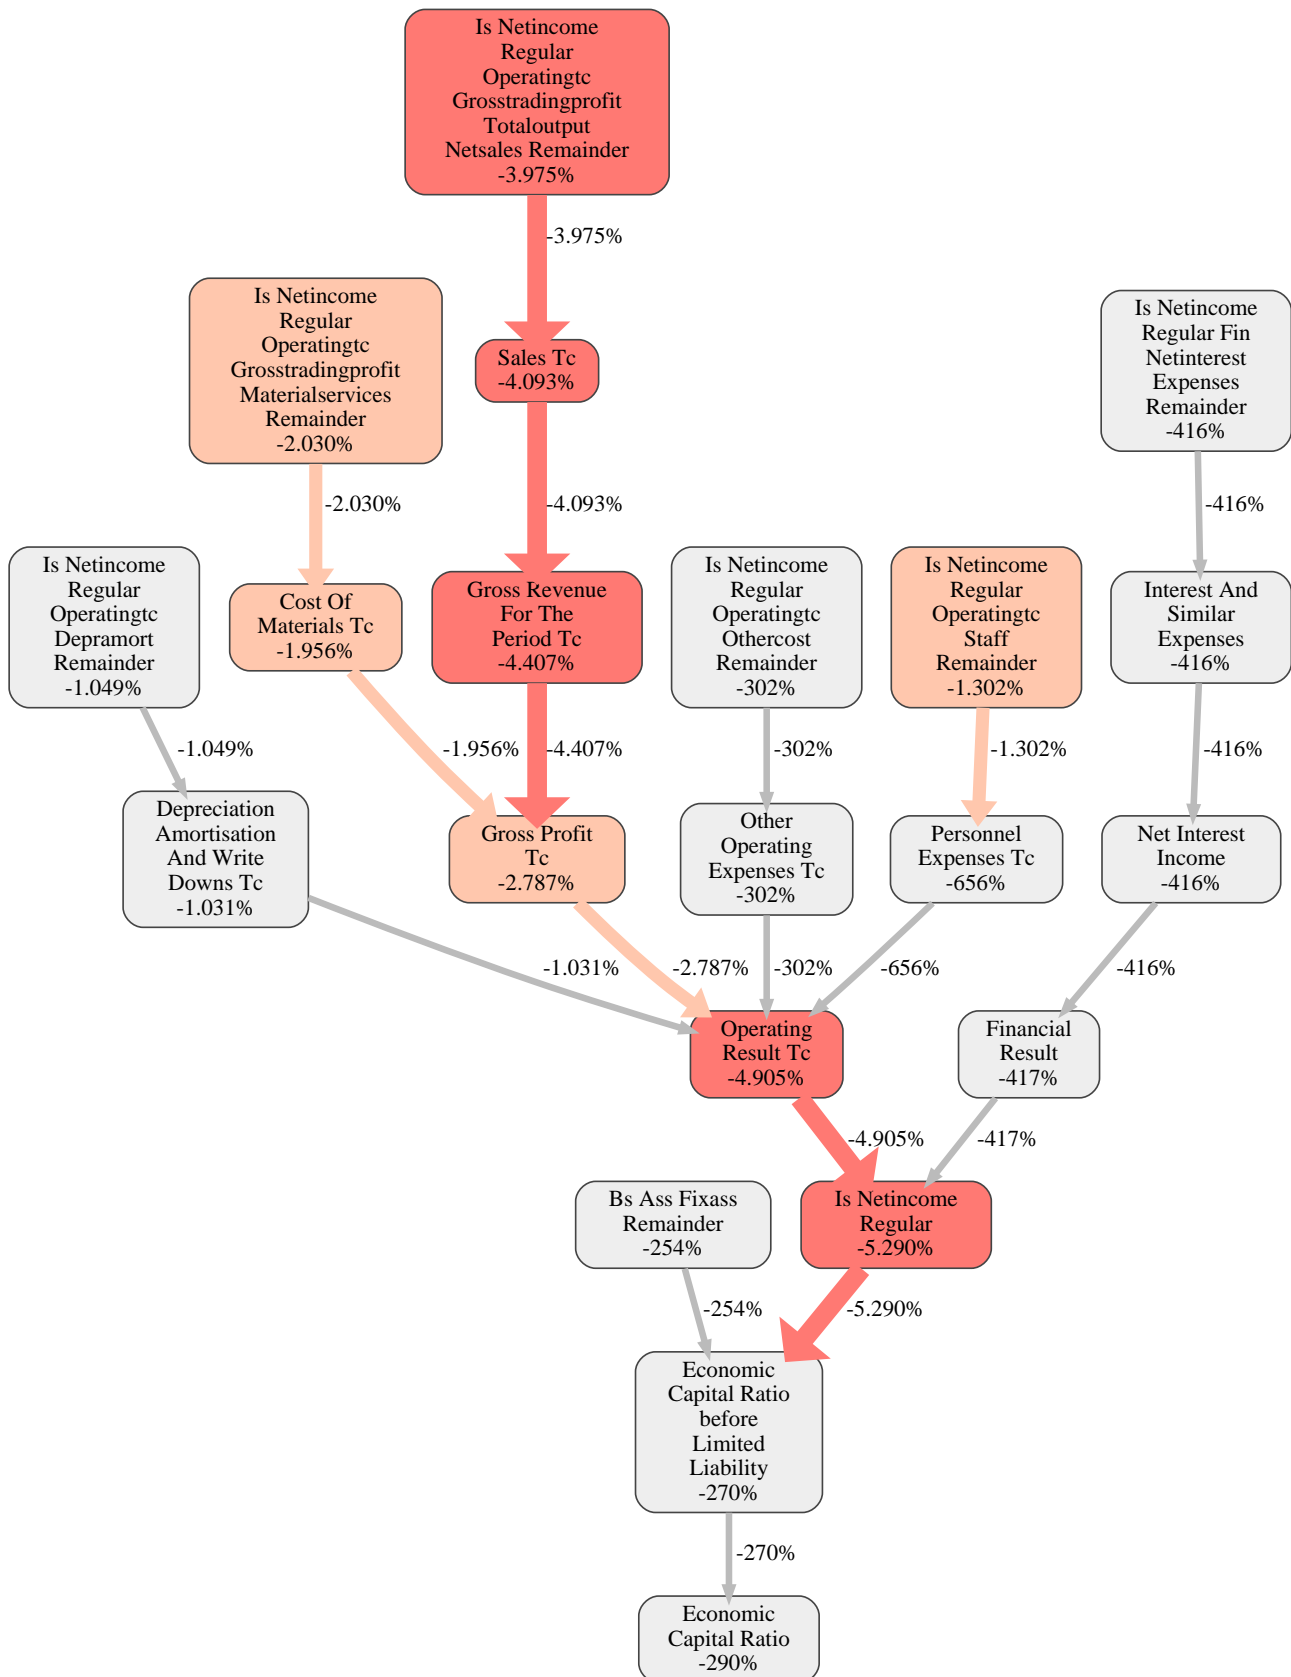 Is Netincome
Regular
Operatingtc
Grosstradingprofit
Totaloutput
Netsales Remainder
-3.975%
-3.975%
Is Netincome
Regular
Operatingtc
Grosstradingprofit
Materialservices
Remainder
-2.030%
Sales Tc
-4.093%
Is Netincome
Regular Fin
Netinterest
Expenses
Remainder
-416%
-2.030%
-4.093%
-416%
Is Netincome
Regular
Operatingtc
Depramort
Remainder
-1.049%
Cost Of
Materials Tc
-1.956%
Gross Revenue
For The
Period Tc
-4.407%
Is Netincome
Regular
Operatingtc
Othercost
Remainder
-302%
Is Netincome
Regular
Operatingtc
Staff
Remainder
-1.302%
Interest And
Similar
Expenses
-416%
-1.049%
-1.956%
-4.407%
-302%
-1.302%
-416%
Depreciation
Amortisation
And Write
Downs Tc
-1.031%
Gross Profit
Tc
-2.787%
Other
Operating
Expenses Tc
-302%
Personnel
Expenses Tc
-656%
Net Interest
Income
-416%
-1.031%
-2.787%
-302%
-656%
-416%
Operating
Result Tc
-4.905%
Financial
Result
-417%
-4.905%
-417%
Bs Ass Fixass
Remainder
-254%
Is Netincome
Regular
-5.290%
-254%
-5.290%
Economic
Capital Ratio
before
Limited
Liability
-270%
-270%
Economic
Capital Ratio
-290%